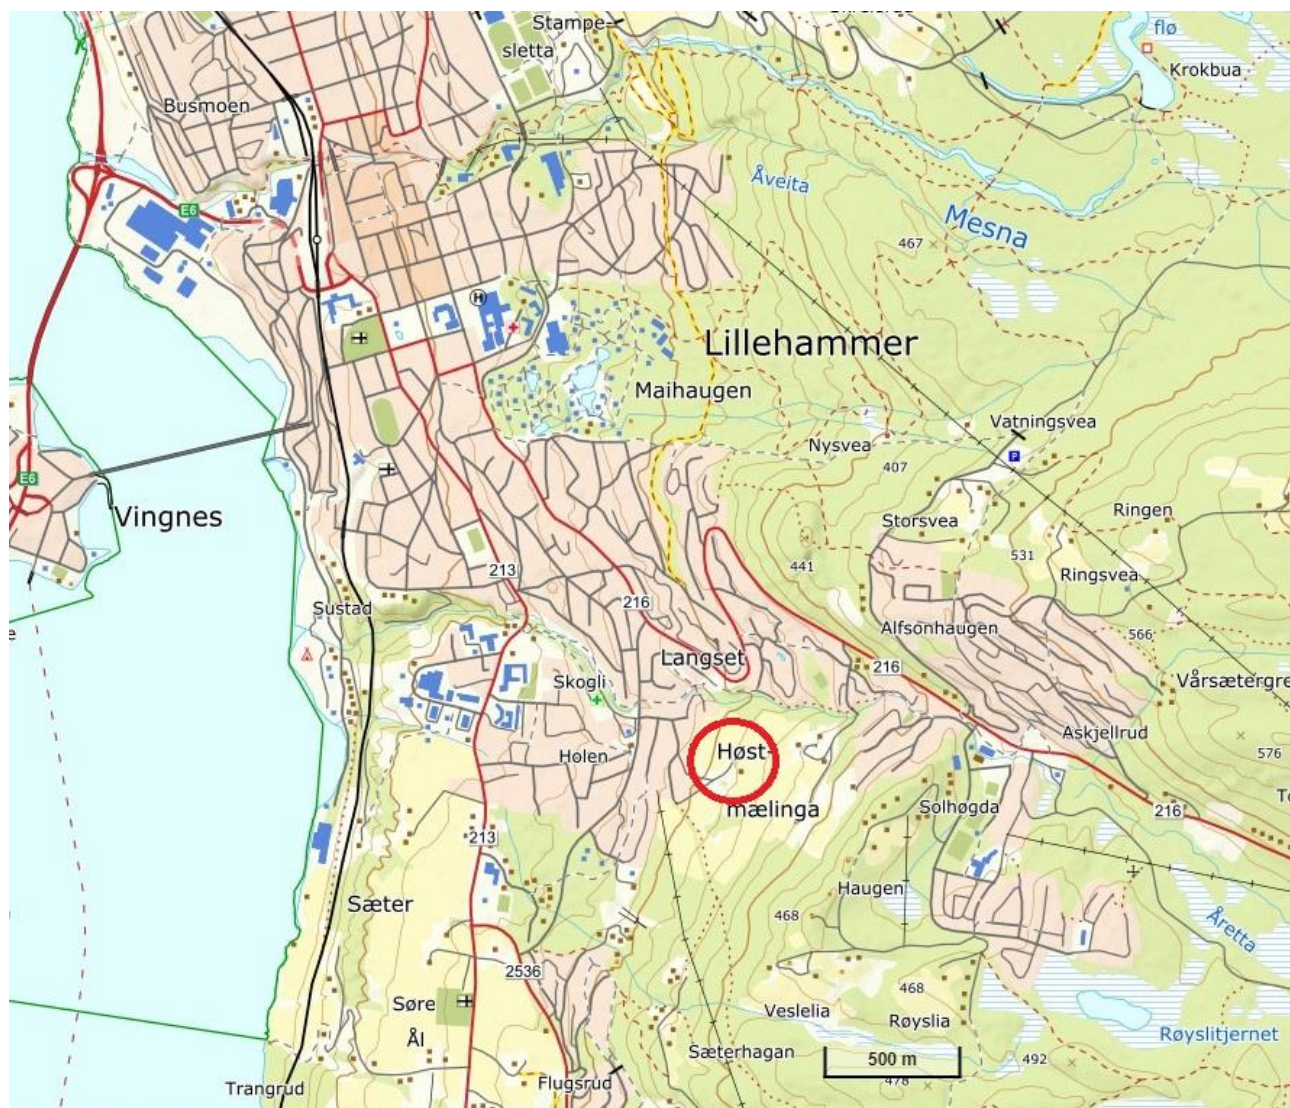 Stampe-
sletta
flø
Krokbua
Busmoen
Åveita
E6
Mesna
467
H
Lillehammer
Maihaugen
Vatningsvea
Nysvea
P
407
E6
Vingnes
Storsvea
Ringen
531
213
441
Ringsvea
216
Sustad
Alfsonhaugen
566
Langset
216
Skogli
Vårsætergre
Askjellrud
Høst-
Holen
576
mælinga
Solhøgda
216
213
Haugen
Sæter
468
Åretta
2536
Søre
Ål
468
Veslelia
Røyslia
Røyslitjernet
Sæterhagan
500 m
492
478
Flugsrud
Trangrud